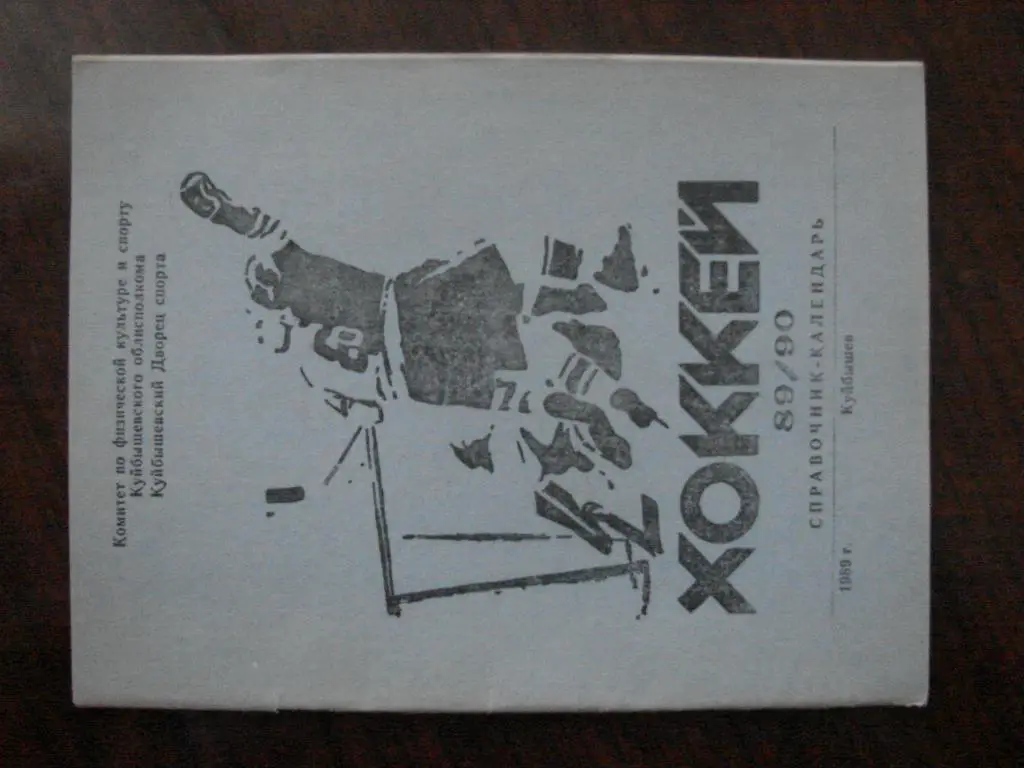 Комитет по физической культуре и спорту
Куйбышевского облисполкома
Куйбышевский Дворец спорта
ХОККЕЙ
89/90
СПРАВОЧНИК-КАЛЕНДАРЬ
1989 г. Куйбышев